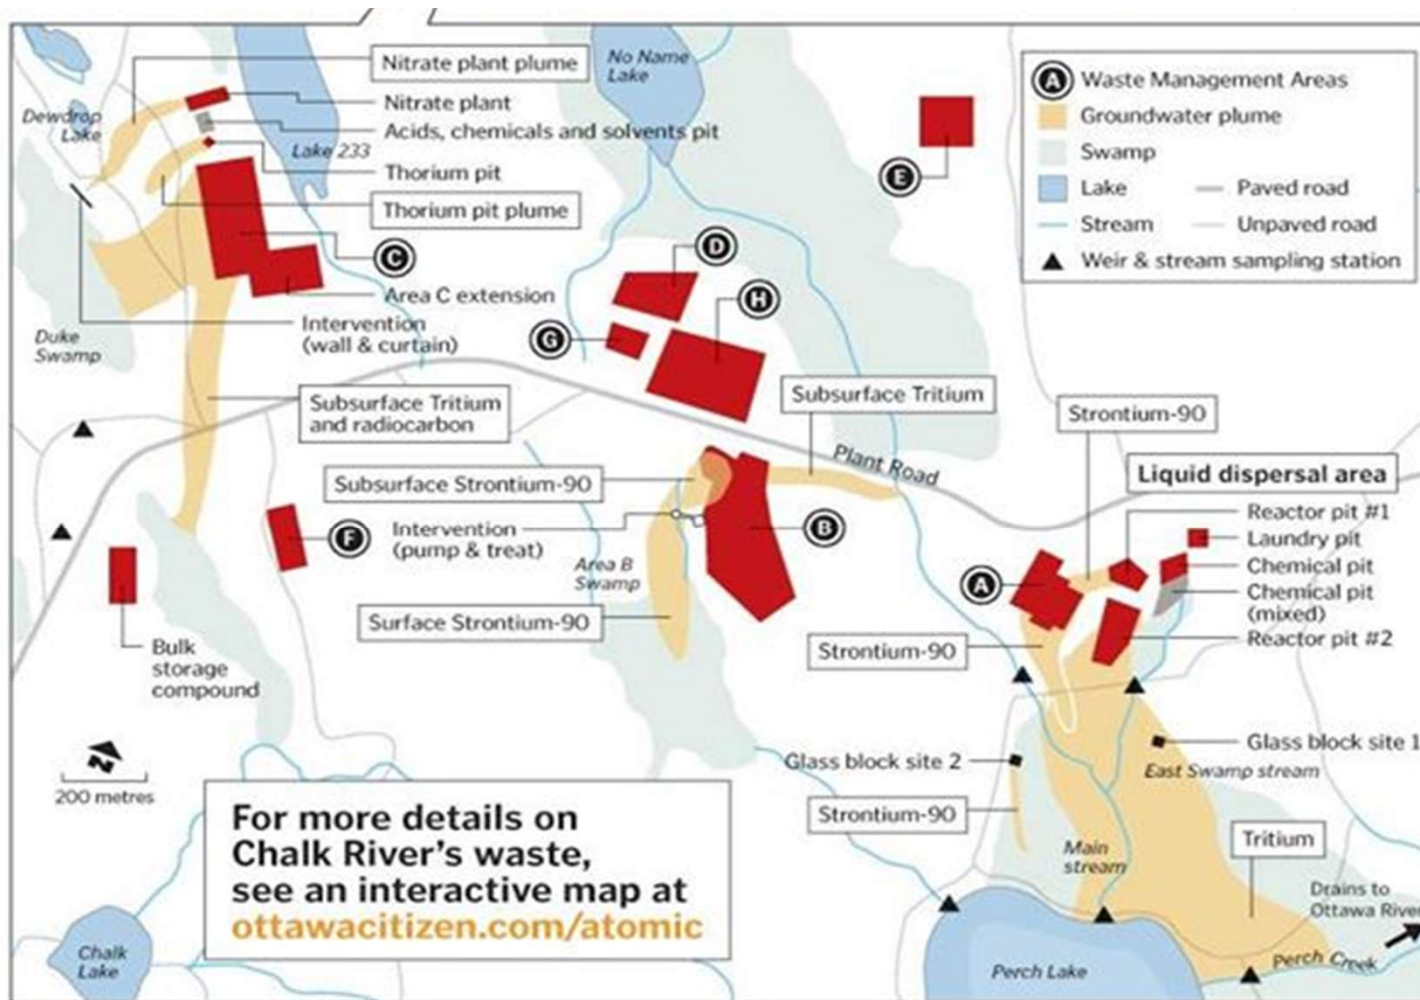 Nitrate plant plume
Nitrate plant
Acids, chemicals and solvents pit
Thorium pit
Thorium pit plume
C
Area C extension
Intervention
(wall & curtain)
Dewdrop
Lake
Lake 233
Duke
Swamp
No Name
Lake
E
D
H
G
A Waste Management Areas
Groundwater plume
Swamp
Lake
Paved road
Stream
Unpaved road
Weir & stream sampling station
Subsurface Tritium
and radiocarbon
Subsurface Tritium
Plant Road
Strontium-90
Liquid dispersal area
Reactor pit #1
Laundry pit
Chemical pit
Chemical pit
(mixed)
Reactor pit #2
Subsurface Strontium-90
Intervention
(pump & treat)
F
B
A
Area B
Swamp
Surface Strontium-90
Strontium-90
Bulk
storage
compound
N
200 metres
Glass block site 2
Glass block site 1
East Swamp stream
Strontium-90
Main
stream
Tritium
Drains to
Ottawa River
Perch Creek
Perch Lake
Chalk
Lake
For more details on
Chalk River's waste,
see an interactive map at
ottawacitizen.com/atomic